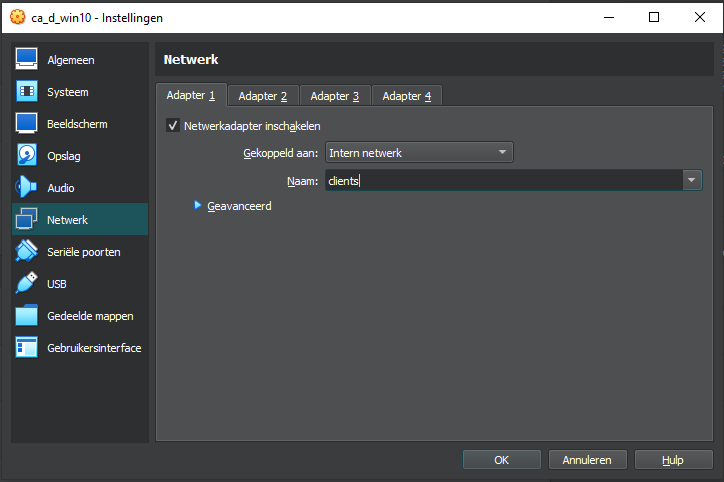 ca_d_win10 - Instellingen
Algemeen
Systeem
Beeldscherm
Opslag
Audio
Netwerk
Seriële poorten
USB
Gedeelde mappen
Gebruikersinterface
Netwerk
Adapter 1 Adapter 2 Adapter 3 Adapter 4
Netwerkadapter inschakelen
Gekoppeld aan: Intern netwerk
Naam: clients
Geavanceerd
OK Annuleren Hulp